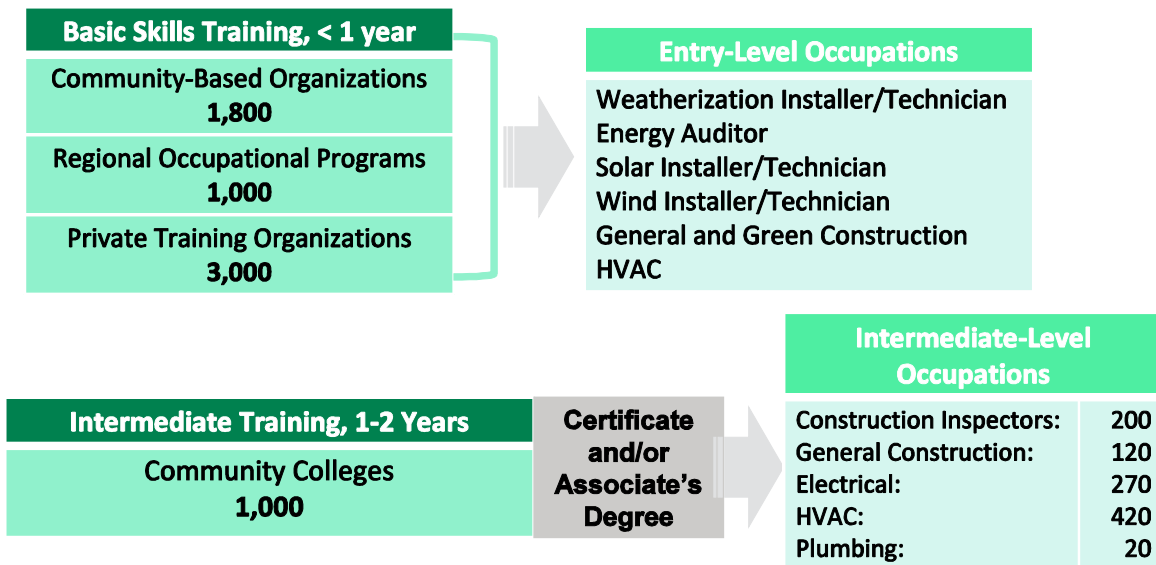 Basic Skills Training, < 1 year
Community-Based Organizations
1,800
Regional Occupational Programs
1,000
Private Training Organizations
3,000
Entry-Level Occupations
Weatherization Installer/Technician
Energy Auditor
Solar Installer/Technician
Wind Installer/Technician
General and Green Construction
HVAC
Intermediate Training, 1-2 Years
Community Colleges
1,000
Certificate
and/or
Associate's
Degree
Intermediate-Level
Occupations
Construction Inspectors: 200
General Construction: 120
Electrical: 270
HVAC: 420
Plumbing: 20